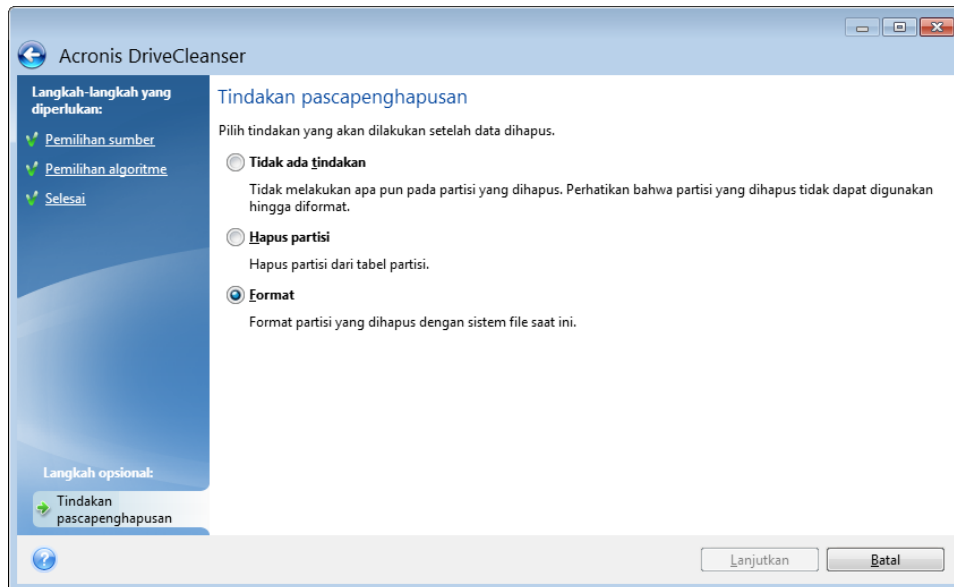 Acronis DriveCleanser
Langkah-langkah yang
diperlukan:
Pemilihan sumber
Pemilihan algoritme
Selesai
Tindakan pascapenghapusan
Pilih tindakan yang akan dilakukan setelah data dihapus.
Tidak ada tindakan
Tidak melakukan apa pun pada partisi yang dihapus. Perhatikan bahwa partisi yang dihapus tidak dapat digunakan
hingga diformat.
Hapus partisi
Hapus partisi dari tabel partisi.
Format
Format partisi yang dihapus dengan sistem file saat ini.
Langkah opsional:
Tindakan
pascapenghapusan
?
Lanjutkan
Batal